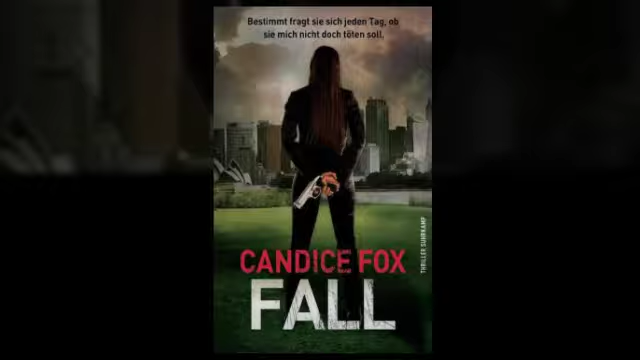 Bestimmt fragt sie sich jeden Tag, ob
sie mich nicht doch töten soll.
CANDICE FOX
FALL
THRILLER SUHRKAMP